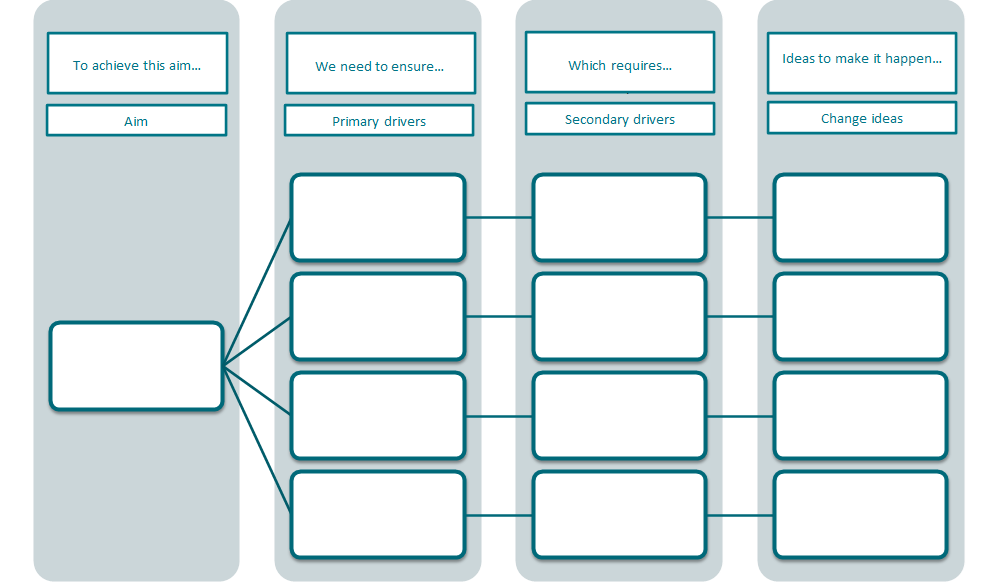 To achieve this aim...
We need to ensure...
Which requires...
Ideas to make it happen...
Aim
Primary drivers
Secondary drivers
Change ideas